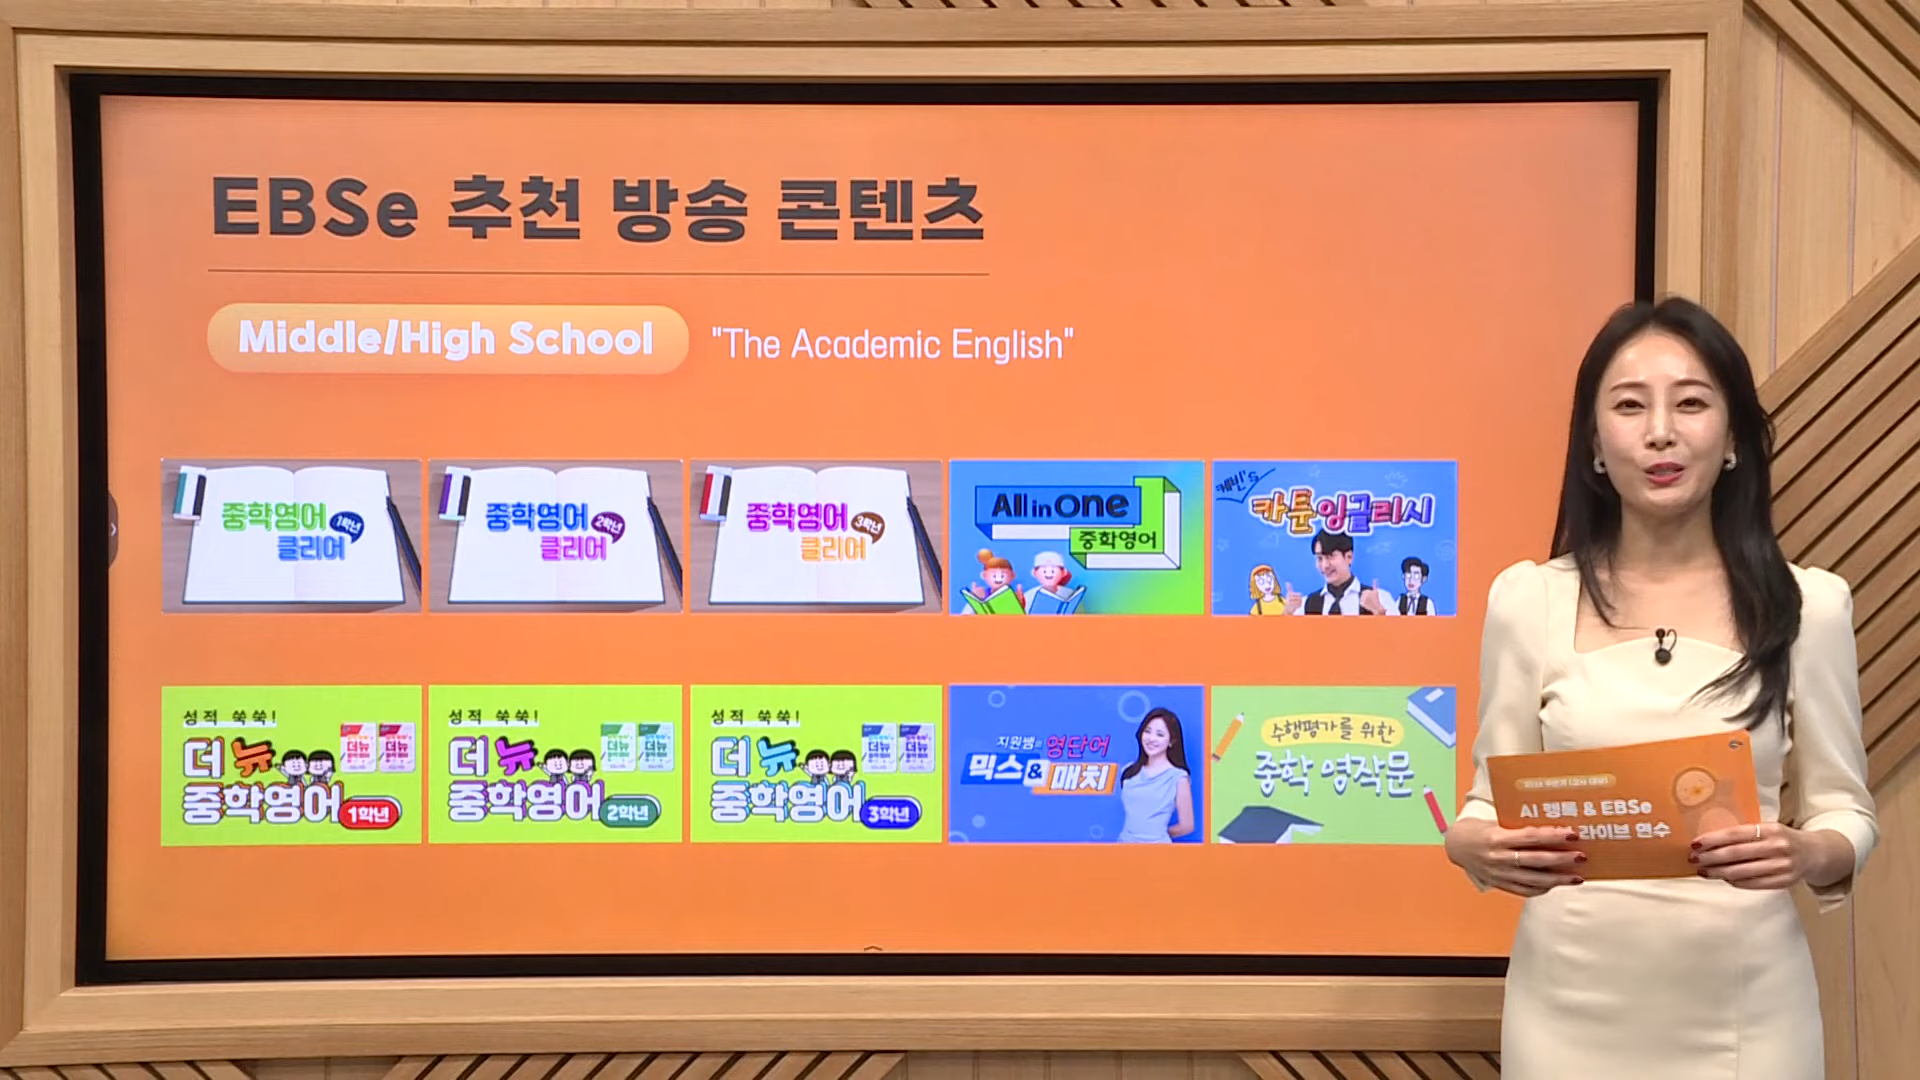 EBSe 추천 방송 콘텐츠
Middle/High School
"The Academic English"
중학영어 1학년
클리어
중학영어 2학년
클리어
중학영어 3학년
클리어
All in One
중학영어
케빈's
카툰 잉글리시
성적 쑥쑥!
더 뉴
중학영어 1학년
성적 쑥쑥!
더 뉴
중학영어 2학년
성적 쑥쑥!
더 뉴
중학영어 3학년
지원쌤의 영단어
믹스&매치
수행평가를 위한
중학 영작문
AI 펭톡 & EBSe
라이브 연수